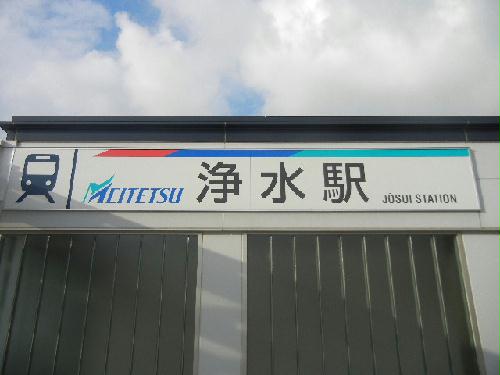 MEITETSU 浄水駅 JŌSUI STATION